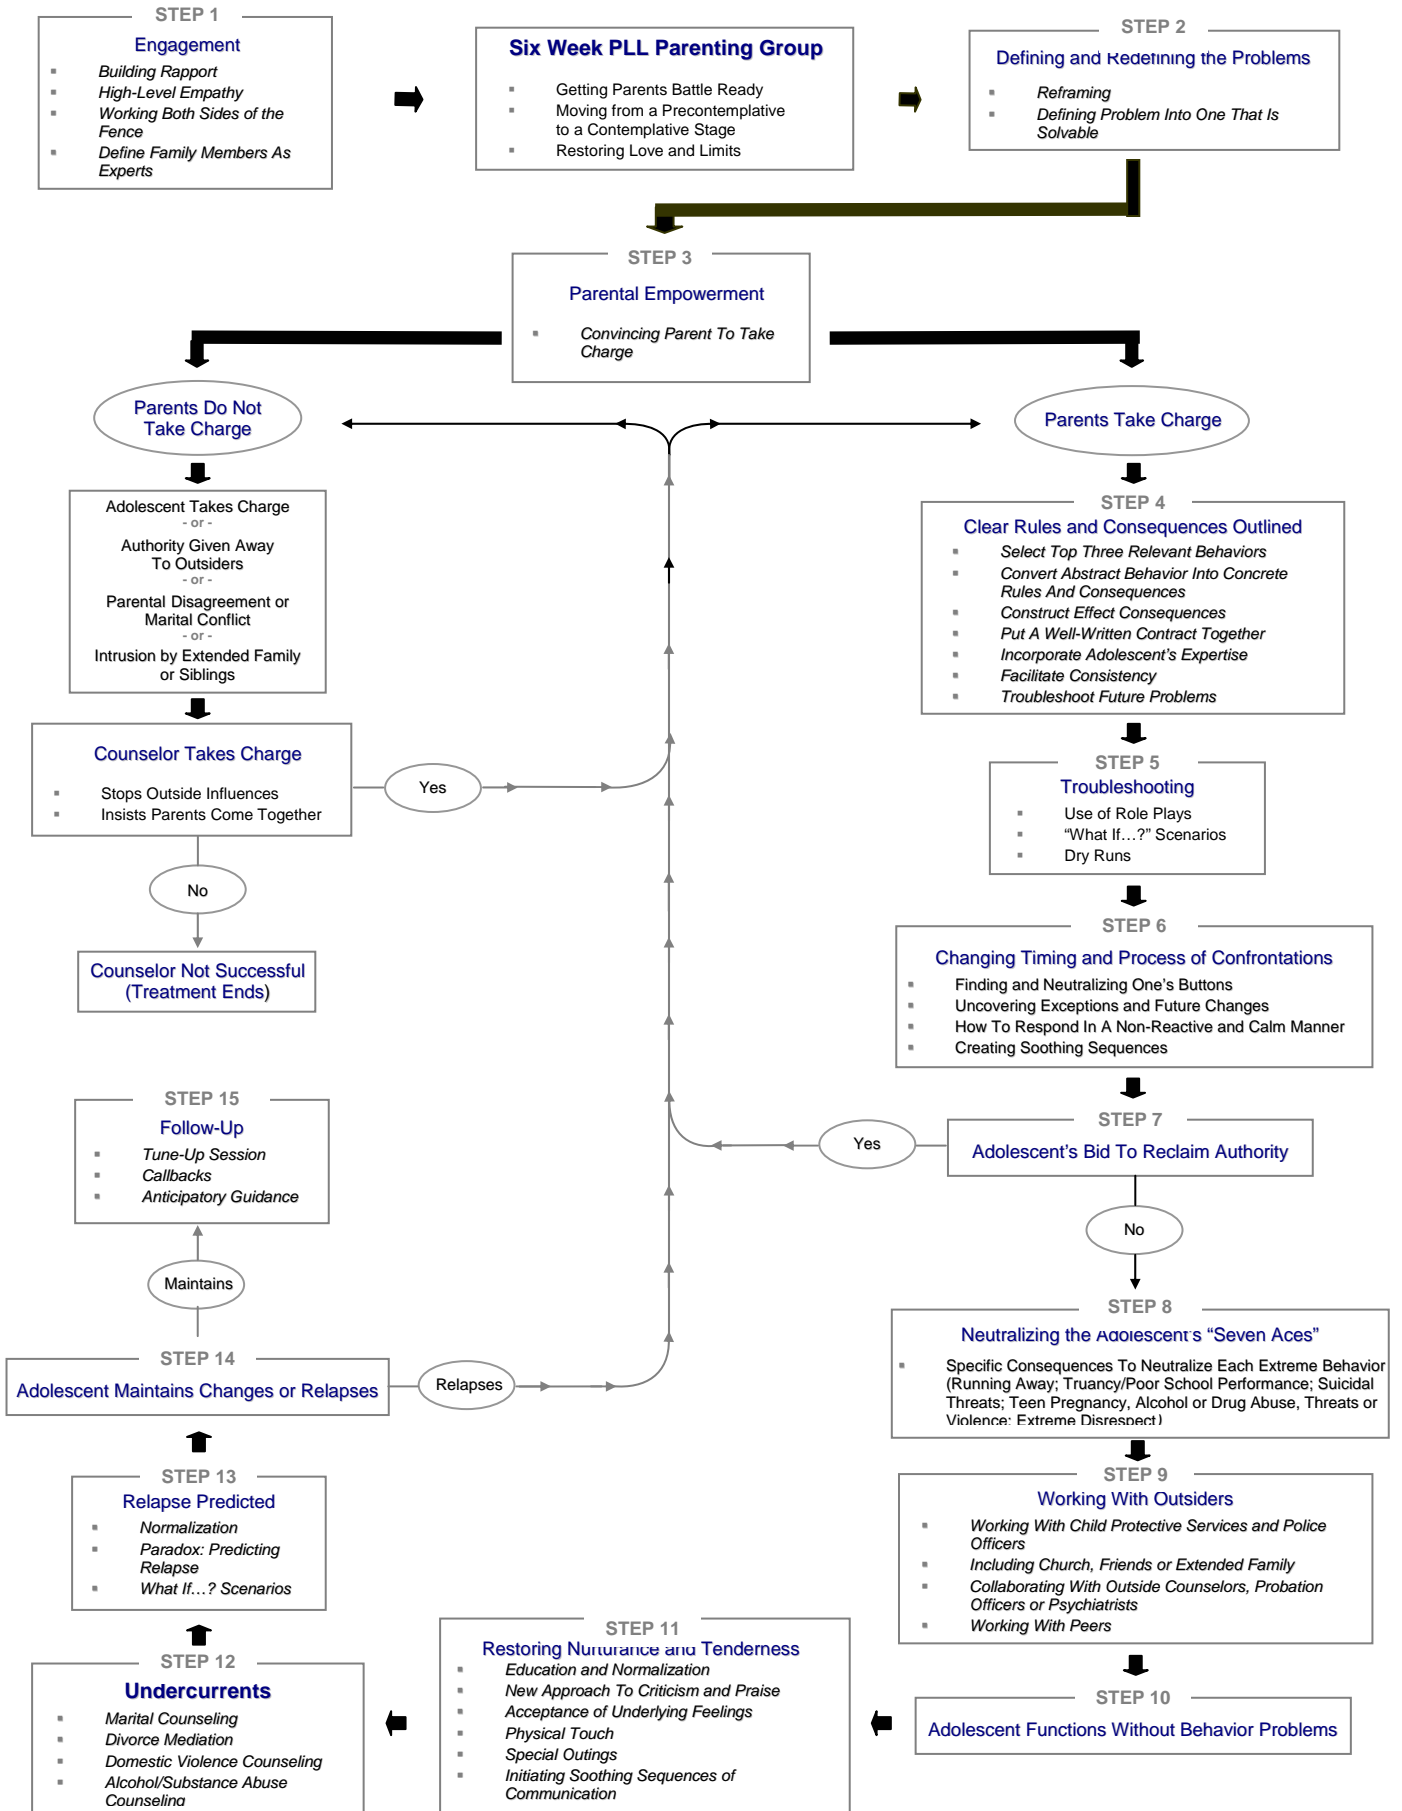 STEP 1
Engagement
Building Rapport
High-Level Empathy
Working Both Sides of the
Fence
Define Family Members As
Experts
Six Week PLL Parenting Group
Getting Parents Battle Ready
Moving from a Precontemplative
to a Contemplative Stage
Restoring Love and Limits
STEP 2
Defining and Redefining the Problems
Reframing
Defining Problem Into One That Is
Solvable
STEP 3
Parental Empowerment
Convincing Parent To Take
Charge
Parents Do Not
Take Charge
Parents Take Charge
Adolescent Takes Charge
- or -
Authority Given Away
To Outsiders
- or -
Parental Disagreement or
Marital Conflict
- or -
Intrusion by Extended Family
or Siblings
STEP 4
Clear Rules and Consequences Outlined
Select Top Three Relevant Behaviors
Convert Abstract Behavior Into Concrete
Rules And Consequences
Construct Effect Consequences
Put A Well-Written Contract Together
Incorporate Adolescent's Expertise
Facilitate Consistency
Troubleshoot Future Problems
Counselor Takes Charge
Stops Outside Influences
Insists Parents Come Together
Yes
No
Counselor Not Successful
(Treatment Ends)
STEP 5
Troubleshooting
Use of Role Plays
“What If…?” Scenarios
Dry Runs
STEP 6
Changing Timing and Process of Confrontations
Finding and Neutralizing One's Buttons
Uncovering Exceptions and Future Changes
How To Respond In A Non-Reactive and Calm Manner
Creating Soothing Sequences
STEP 7
Adolescent's Bid To Reclaim Authority
Yes
No
STEP 8
Neutralizing the Adolescent's “Seven Aces”
Specific Consequences To Neutralize Each Extreme Behavior
(Running Away; Truancy/Poor School Performance; Suicidal
Threats; Teen Pregnancy, Alcohol or Drug Abuse, Threats or
Violence; Extreme Disrespect)
STEP 9
Working With Outsiders
Working With Child Protective Services and Police
Officers
Including Church, Friends or Extended Family
Collaborating With Outside Counselors, Probation
Officers or Psychiatrists
Working With Peers
STEP 10
Adolescent Functions Without Behavior Problems
STEP 11
Restoring Nurturance and Tenderness
Education and Normalization
New Approach To Criticism and Praise
Acceptance of Underlying Feelings
Physical Touch
Special Outings
Initiating Soothing Sequences of
Communication
STEP 12
Undercurrents
Marital Counseling
Divorce Mediation
Domestic Violence Counseling
Alcohol/Substance Abuse
Counseling
STEP 13
Relapse Predicted
Normalization
Paradox: Predicting
Relapse
What If…? Scenarios
STEP 14
Adolescent Maintains Changes or Relapses
Relapses
Maintains
STEP 15
Follow-Up
Tune-Up Session
Callbacks
Anticipatory Guidance